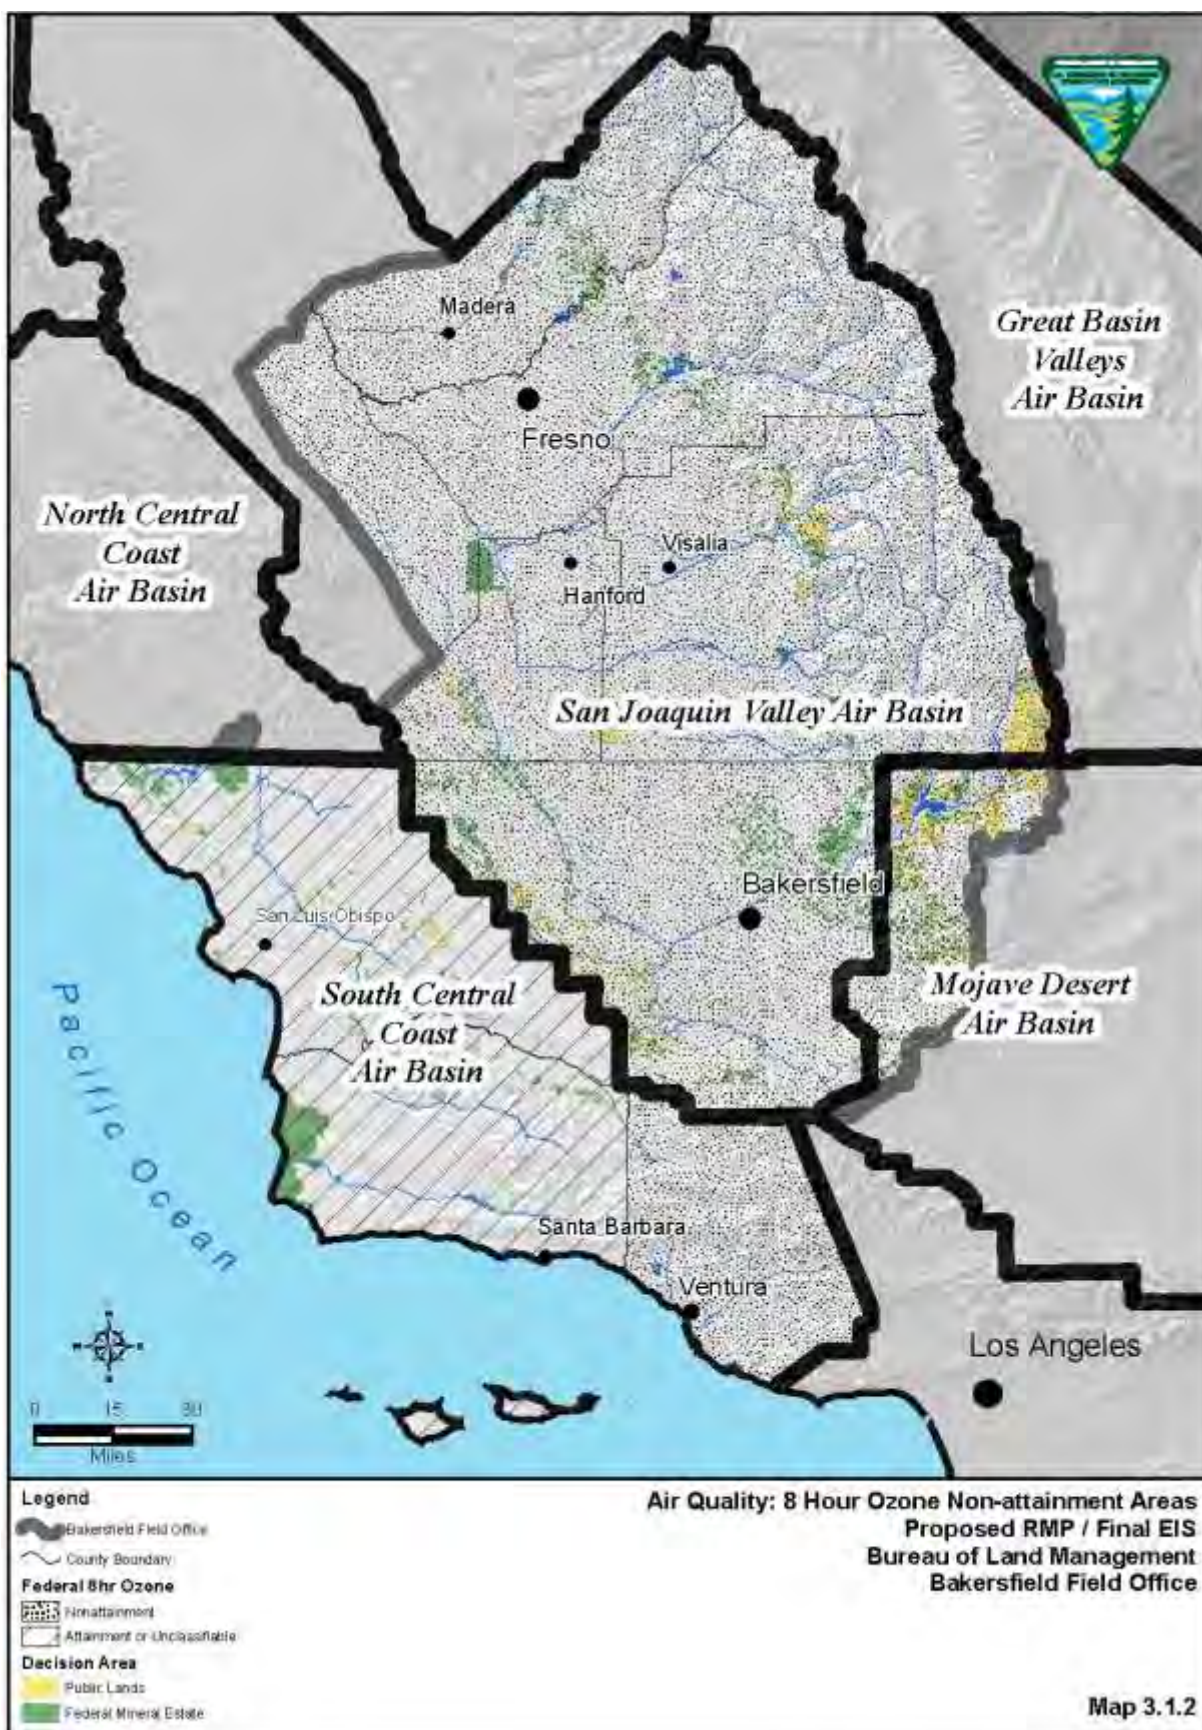 Madera
Great Basin
Valleys
Air Basin
Fresno
North Central
Coast
Air Basin
Visalia
Hanford
San Joaquin Valley Air Basin
Bakersfield
San Luis Obispo
South Central
Coast
Air Basin
Mojave Desert
Air Basin
Pacific Ocean
Santa Barbara
Ventura
Los Angeles
0 15 30
Miles
Legend
Bakersfield Field Office
County Boundary
Federal 8hr Ozone
Nonattainment
Attainment or Unclassifiable
Decision Area
Public Lands
Federal Mineral Estate
Air Quality: 8 Hour Ozone Non-attainment Areas
Proposed RMP / Final EIS
Bureau of Land Management
Bakersfield Field Office
Map 3.1.2